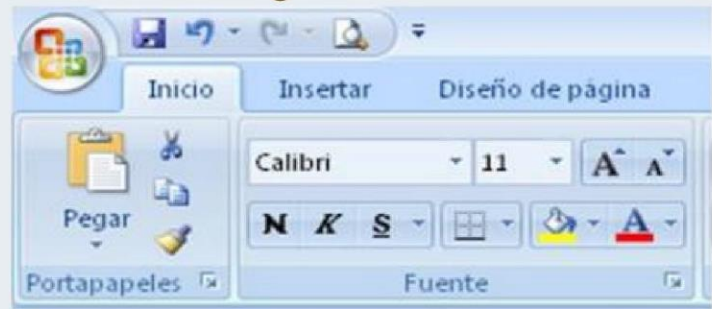 Inicio Insertar Diseño de página
Calibri 11 A A
Pegar N K S A
Portapapeles Fuente